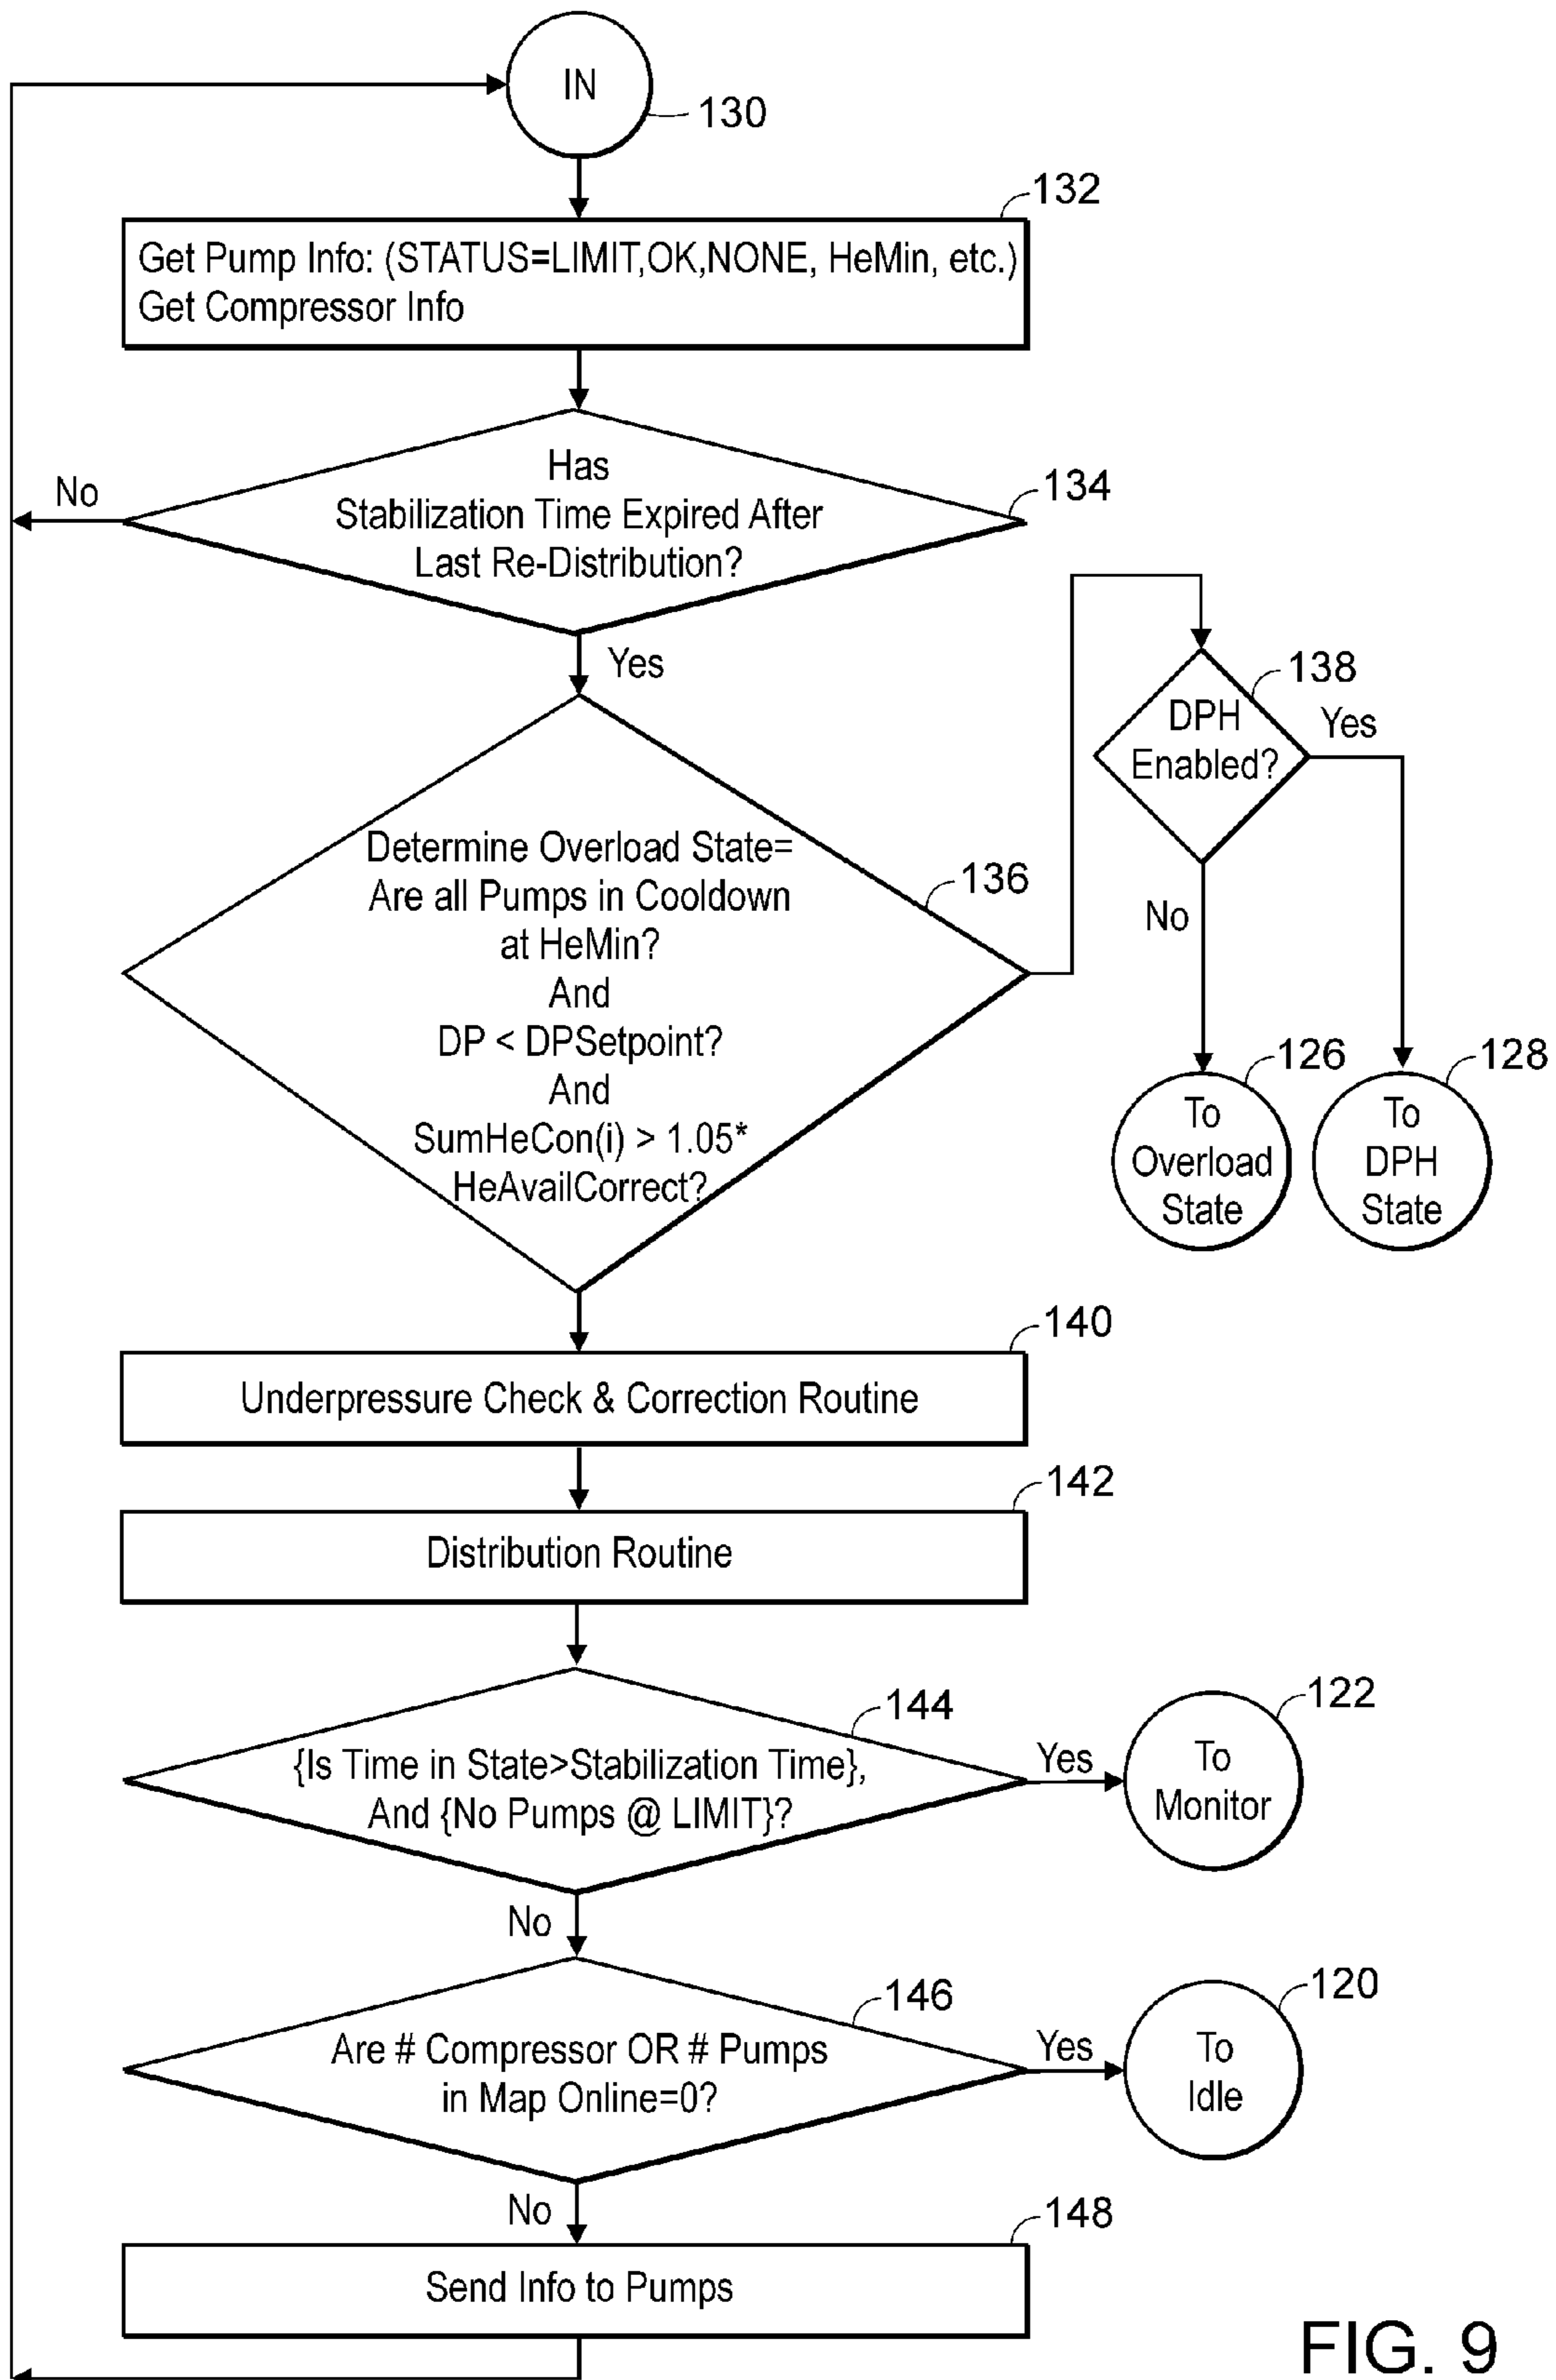 IN
130
132
Get Pump Info: (STATUS=LIMIT,OK,NONE, HeMin, etc.)
Get Compressor Info
Has
Stabilization Time Expired After
Last Re-Distribution?
134
No
Yes
138
DPH
Enabled?
Yes
No
Determine Overload State=
Are all Pumps in Cooldown
at HeMin?
And
DP < DPSetpoint?
And
SumHeCon(i) > 1.05*
HeAvailCorrect?
136
126
To
Overload
State
128
To
DPH
State
140
Underpressure Check & Correction Routine
142
Distribution Routine
144
{Is Time in State>Stabilization Time},
And {No Pumps @ LIMIT}?
Yes
122
To
Monitor
No
146
Are # Compressor OR # Pumps
in Map Online=0?
Yes
120
To
Idle
No
148
Send Info to Pumps
FIG. 9